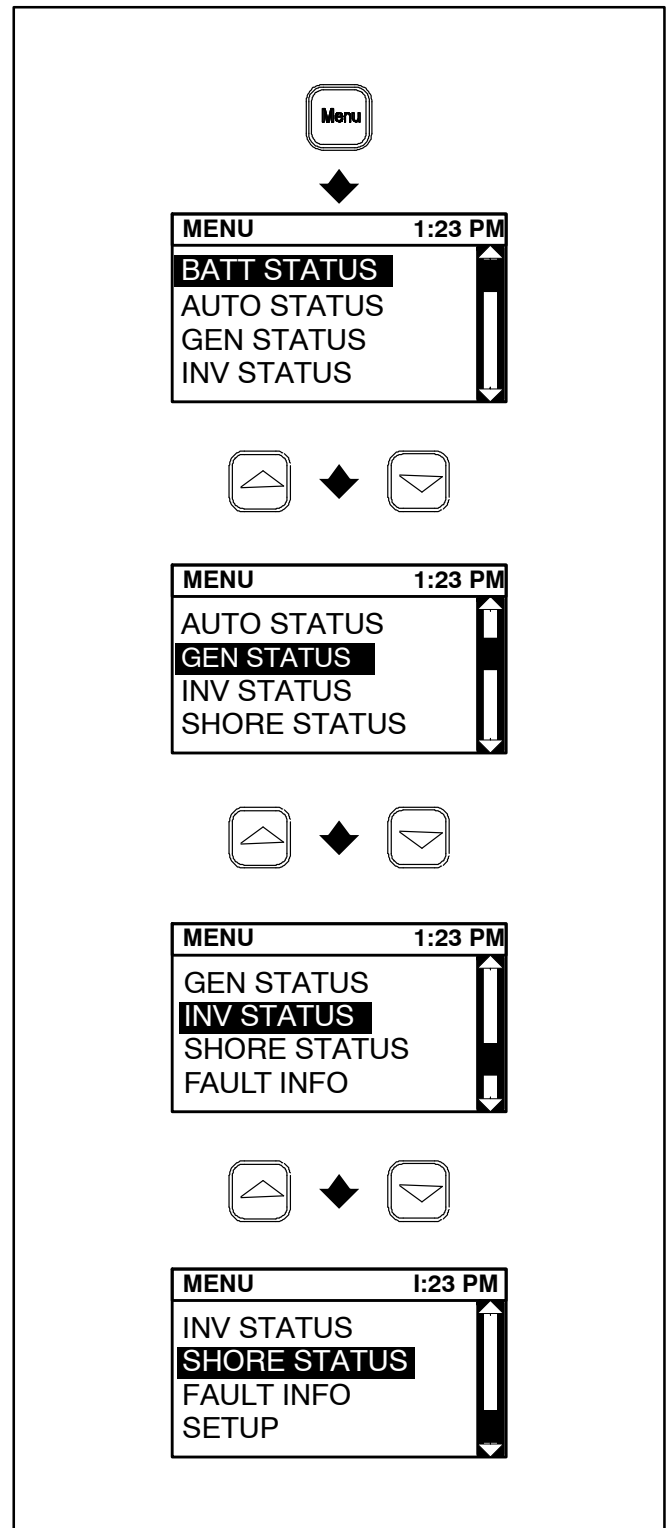 Menu
MENU 1:23 PM
BATT STATUS
AUTO STATUS
GEN STATUS
INV STATUS
MENU 1:23 PM
AUTO STATUS
GEN STATUS
INV STATUS
SHORE STATUS
MENU 1:23 PM
GEN STATUS
INV STATUS
SHORE STATUS
FAULT INFO
MENU I:23 PM
INV STATUS
SHORE STATUS
FAULT INFO
SETUP